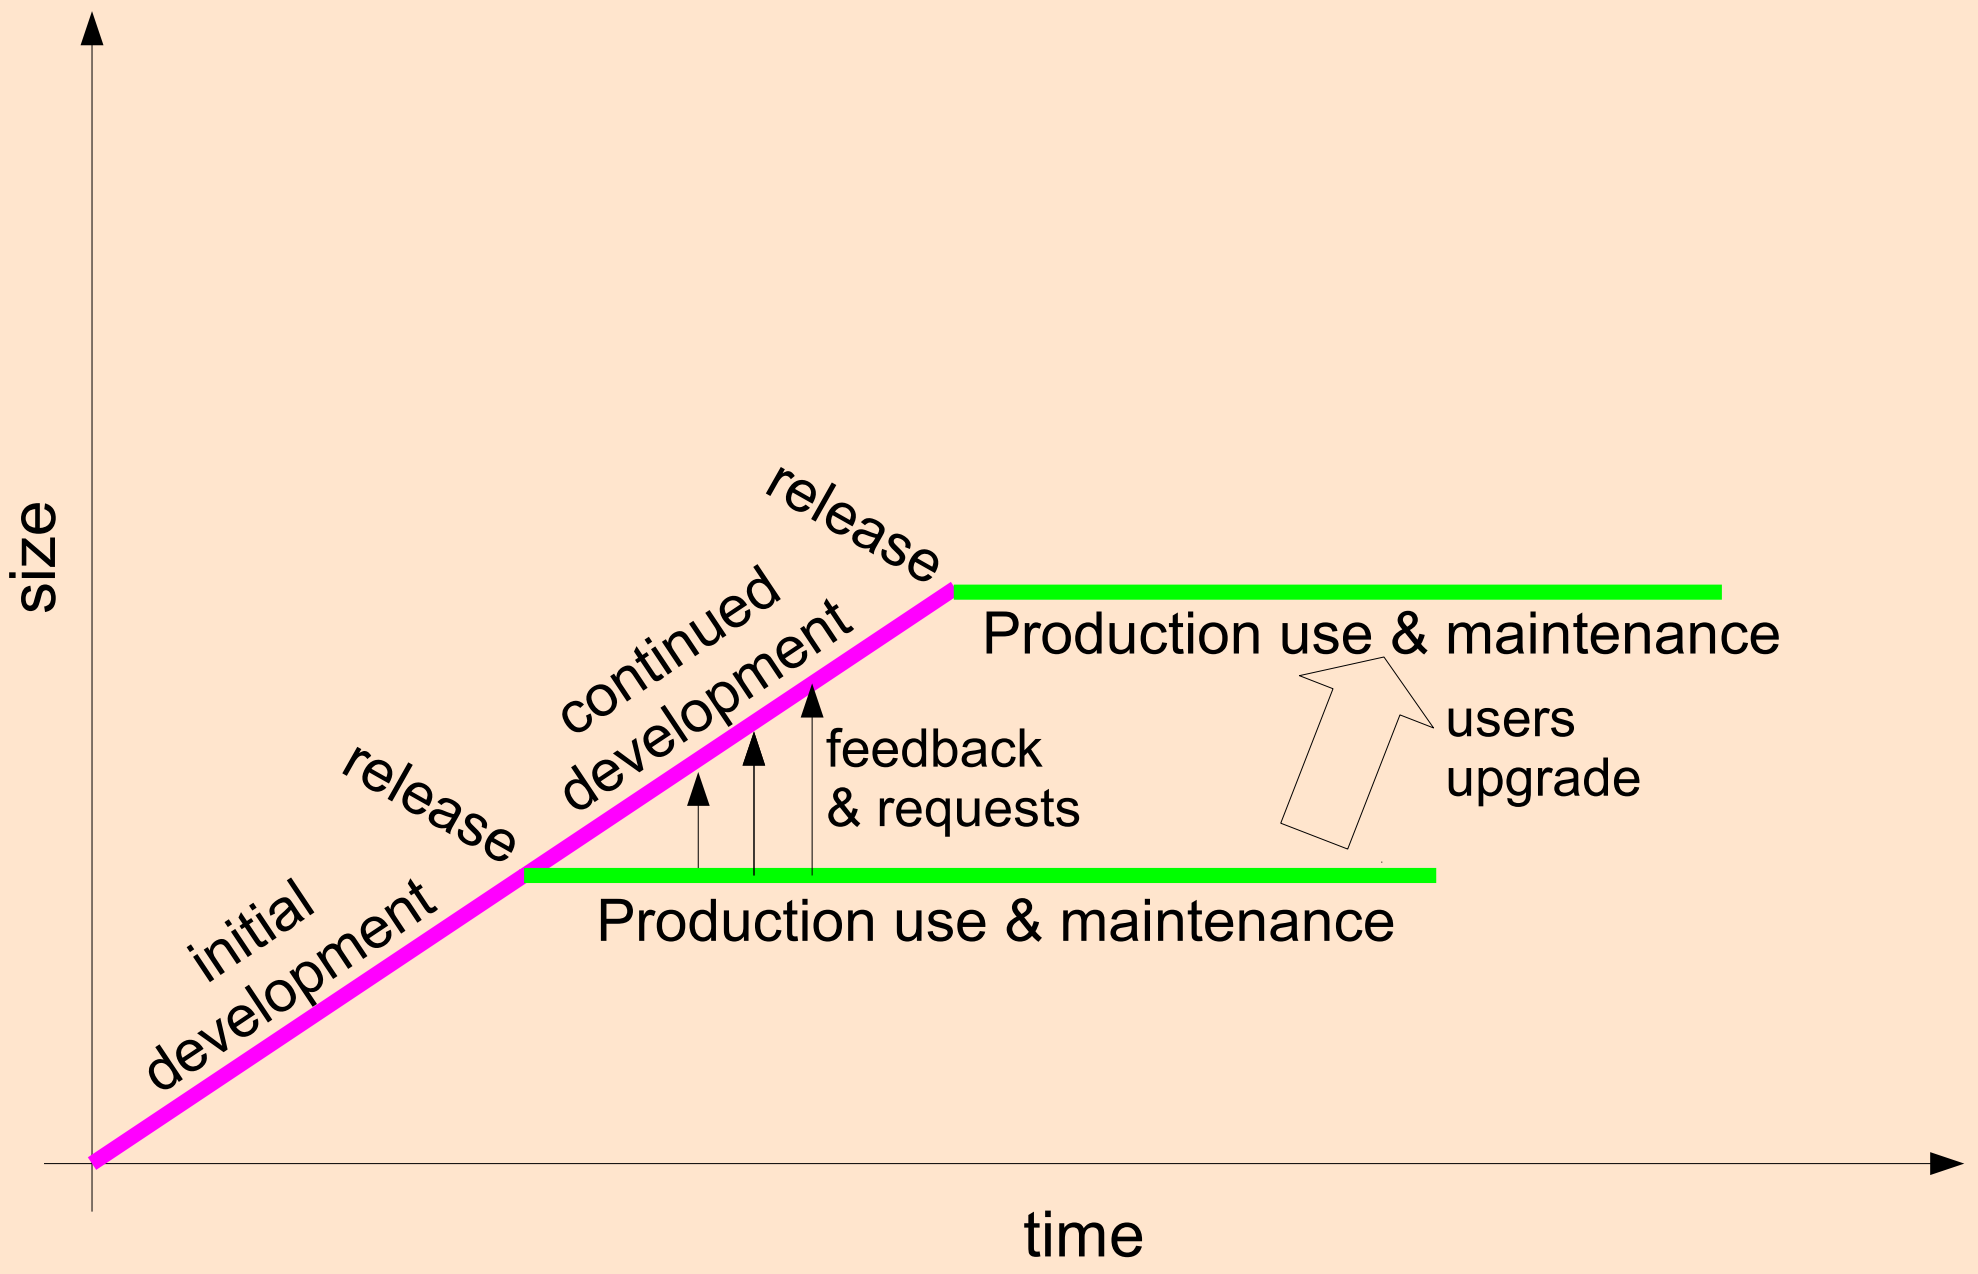 size
release
continued
development
Production use & maintenance
release
feedback
& requests
users
upgrade
initial
development
Production use & maintenance
time